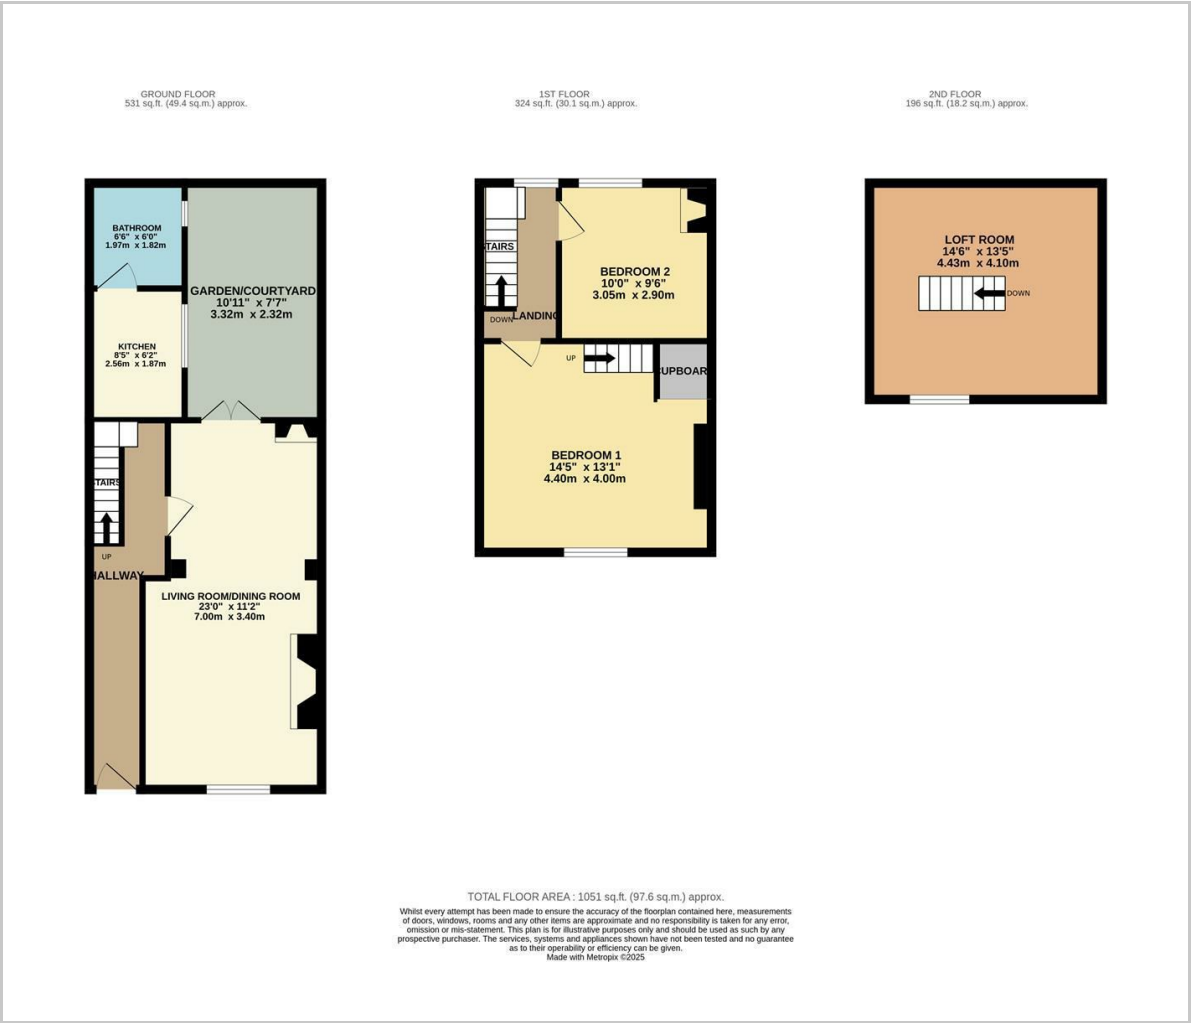 GROUND FLOOR
531 sq.ft. (49.4 sq.m.) approx.
1ST FLOOR
324 sq.ft. (30.1 sq.m.) approx.
2ND FLOOR
196 sq.ft. (18.2 sq.m.) approx.
BATHROOM
6'6" x 6'0"
1.97m x 1.82m
GARDEN/COURTYARD
10'11" x 7'7"
3.32m x 2.32m
KITCHEN
8'5" x 6'2"
2.56m x 1.87m
TAIRS
UP
HALLWAY
LIVING ROOM/DINING ROOM
23'0" x 11'2"
7.00m x 3.40m
TAIRS
DOWN
LANDING
BEDROOM 2
10'0" x 9'6"
3.05m x 2.90m
UP
CUPBOAR
BEDROOM 1
14'5" x 13'1"
4.40m x 4.00m
LOFT ROOM
14'6" x 13'5"
4.43m x 4.10m
DOWN
TOTAL FLOOR AREA : 1051 sq.ft. (97.6 sq.m.) approx.
Whilst every attempt has been made to ensure the accuracy of the floorplan contained here, measurements
of doors, windows, rooms and any other items are approximate and no responsibility is taken for any error,
omission or mis-statement. This plan is for illustrative purposes only and should be used as such by any
prospective purchaser. The services, systems and appliances shown have not been tested and no guarantee
as to their operability or efficiency can be given.
Made with Metropix ©2025